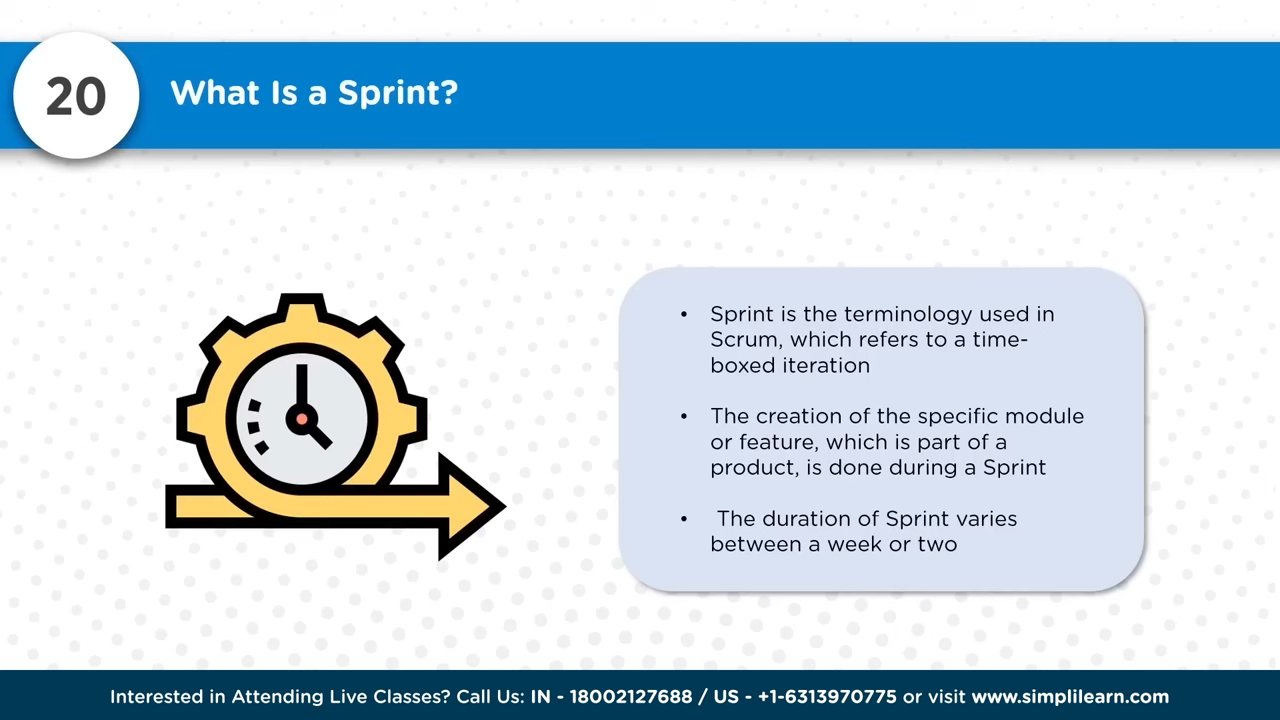 20
What Is a Sprint?
• Sprint is the terminology used in
Scrum, which refers to a time-
boxed iteration
• The creation of the specific module
or feature, which is part of a
product, is done during a Sprint
• The duration of Sprint varies
between a week or two
Interested in Attending Live Classes? Call Us: IN - 18002127688 / US - +1-6313970775 or visit www.simplilearn.com